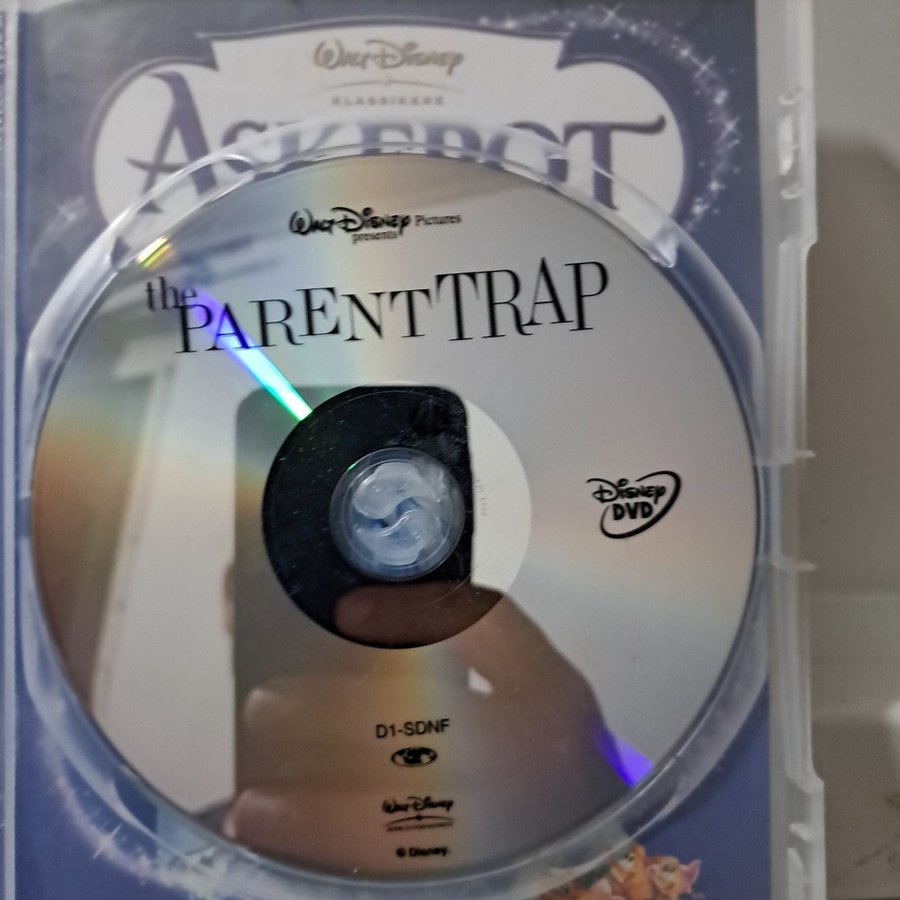 WALT DISNEY
KLASSIKERE
ASKEPOT
WALT DISNEY Pictures
presents
the PARENT TRAP
DISNEY
DVD
D1-SDNF
WALT DISNEY
© Disney.